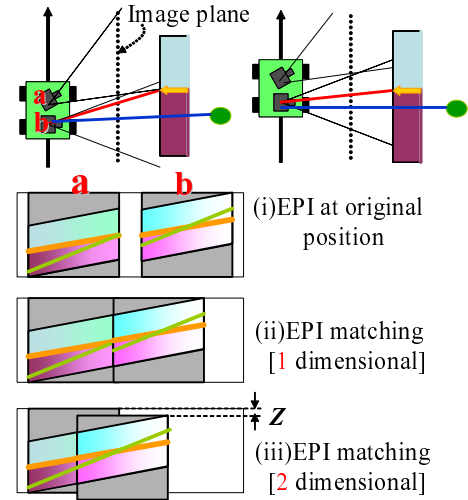 Image plane
a
b
a b
(i)EPI at original
position
(ii)EPI matching
[1 dimensional]
Z
(iii)EPI matching
[2 dimensional]